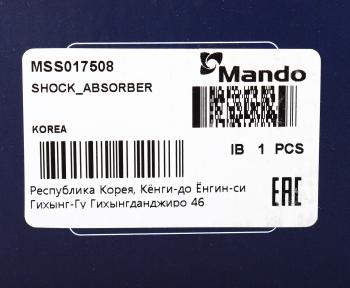 MSS017508
Mando
SHOCK_ABSORBER
KOREA
IB 1 PCS
Республика Корея, Кёнги-до Ёнгин-си
Гихынг-Гу Гихынгданджиро 46
EAC